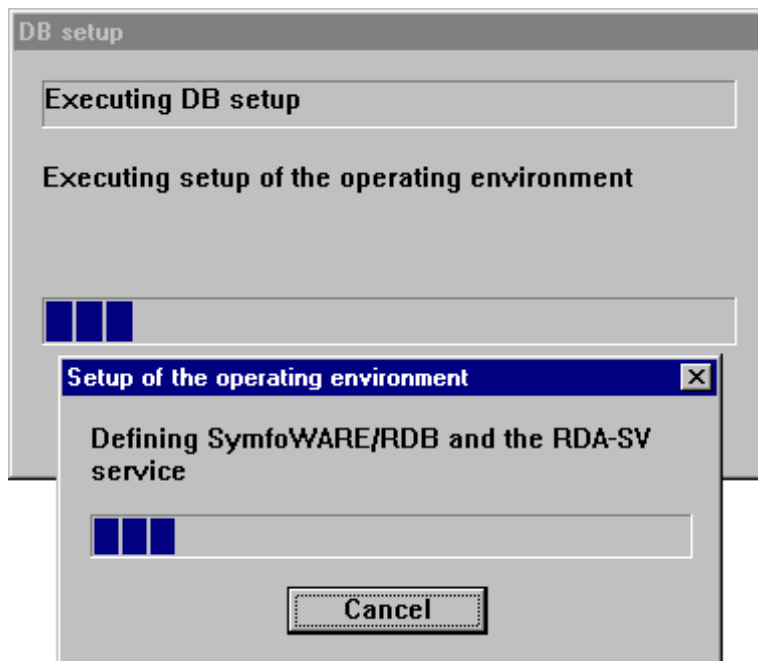 DB setup
Executing DB setup
Executing setup of the operating environment
Setup of the operating environment
Defining SymfoWARE/RDB and the RDA-SV
service
Cancel